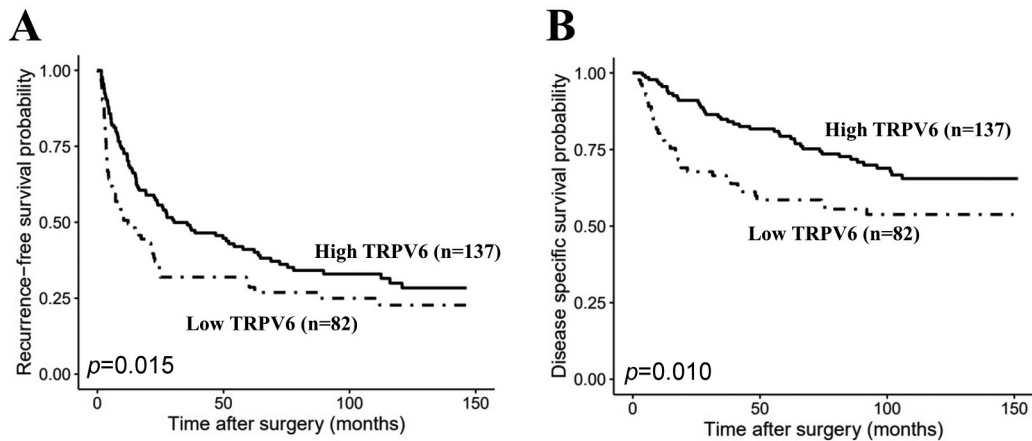 A
Recurrence−free survival probability
1.00
0.75
0.50
0.25
0.00
High TRPV6 (n=137)
Low TRPV6 (n=82)
p=0.015
0
50
100
150
Time after surgery (months)
B
Disease specific survival probability
1.00
0.75
0.50
0.25
0.00
High TRPV6 (n=137)
Low TRPV6 (n=82)
p=0.010
0
50
100
150
Time after surgery (months)